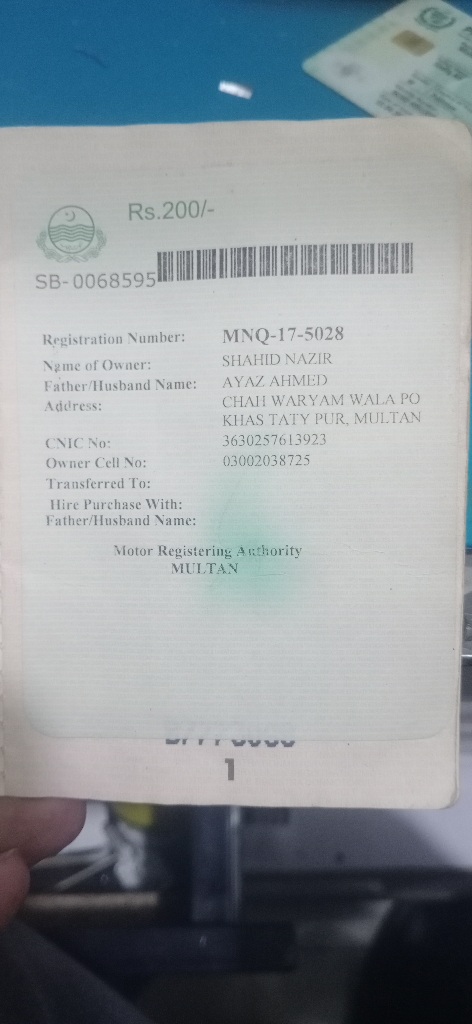 Rs.200/-
SB-0068595
Registration Number: MNQ-17-5028
Name of Owner: SHAHID NAZIR
Father/Husband Name: AYAZ AHMED
Address: CHAH WARYAM WALA PO
KHAS TATY PUR, MULTAN
CNIC No: 3630257613923
Owner Cell No: 03002038725
Transferred To:
Hire Purchase With:
Father/Husband Name:
Motor Registering Authority
MULTAN
1